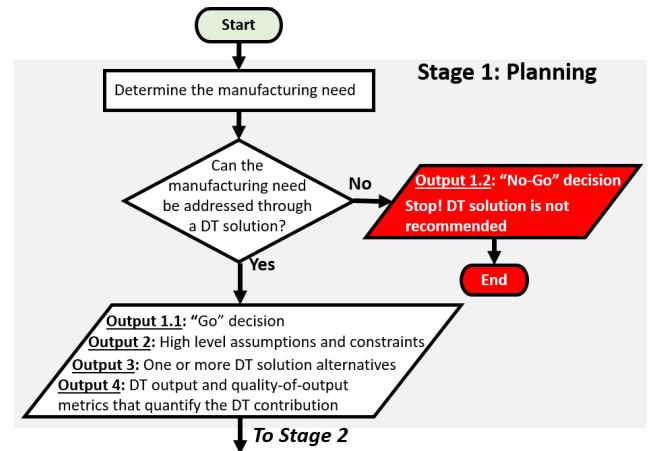 Start
Stage 1: Planning
Determine the manufacturing need
Can the
manufacturing need
be addressed through
a DT solution?
No
Output 1.2: “No-Go” decision
Stop! DT solution is not
recommended
End
Yes
Output 1.1: “Go” decision
Output 2: High level assumptions and constraints
Output 3: One or more DT solution alternatives
Output 4: DT output and quality-of-output
metrics that quantify the DT contribution
To Stage 2